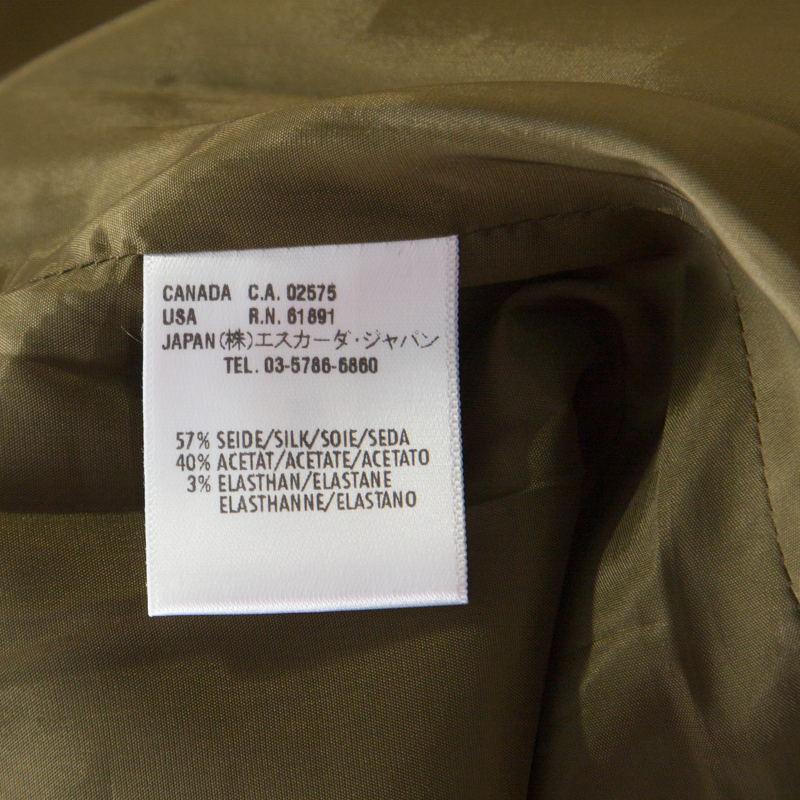 CANADA C.A. 02575
USA R.N. 61891
JAPAN (株)エスカーダ・ジャパン
TEL. 03-5786-6860
57% SEIDE/SILK/SOIE/SEDA
40% ACETAT/ACETATE/ACETATO
3% ELASTHAN/ELASTANE
ELASTHANNE/ELASTANO